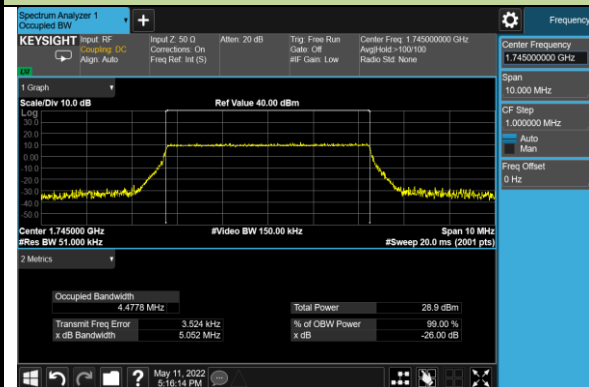 Spectrum Analyzer 1
Occupied BW
Frequency
KEYSIGHT
Input: RF
Coupling: DC
Align: Auto
Input Z: 50 Ω
Corrections: On
Freq Ref: Int (S)
Atten: 20 dB
Trig: Free Run
Gate: Off
#IF Gain: Low
Center Freq: 1.745000000 GHz
Avg|Hold:>100/100
Radio Std: None
Center Frequency
1.745000000 GHz
Span
10.000 MHz
CF Step
1.000000 MHz
Auto
Man
Freq Offset
0 Hz
1 Graph
Scale/Div 10.0 dB
Ref Value 40.00 dBm
Log
30.0
20.0
10.0
0.00
-10.0
-20.0
-30.0
-40.0
-50.0
Center 1.745000 GHz
#Video BW 150.00 kHz
Span 10 MHz
#Res BW 51.000 kHz
#Sweep 20.0 ms (2001 pts)
2 Metrics
Occupied Bandwidth
4.4778 MHz
Total Power 28.9 dBm
Transmit Freq Error 3.524 kHz
% of OBW Power 99.00 %
x dB Bandwidth 5.052 MHz
x dB -26.00 dB
May 11, 2022
5:16:14 PM